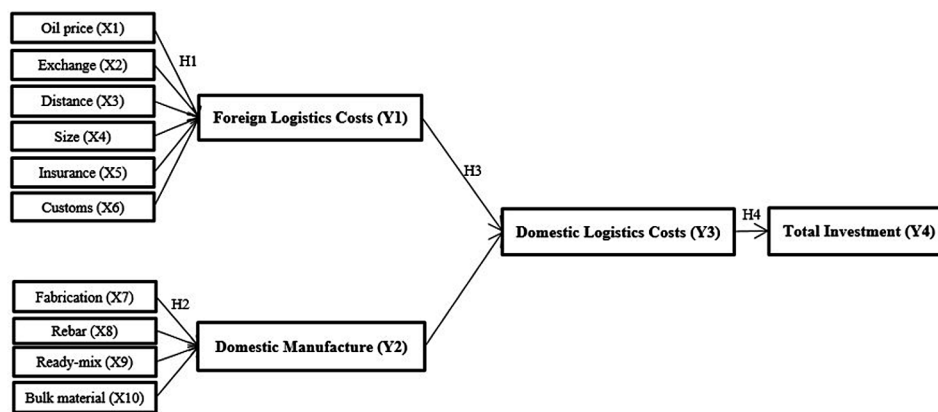 Oil price (X1)
Exchange (X2)
Distance (X3)
Size (X4)
Insurance (X5)
Customs (X6)
H1
Foreign Logistics Costs (Y1)
H3
Domestic Logistics Costs (Y3)
H4
Total Investment (Y4)
Fabrication (X7)
Rebar (X8)
Ready-mix (X9)
Bulk material (X10)
H2
Domestic Manufacture (Y2)